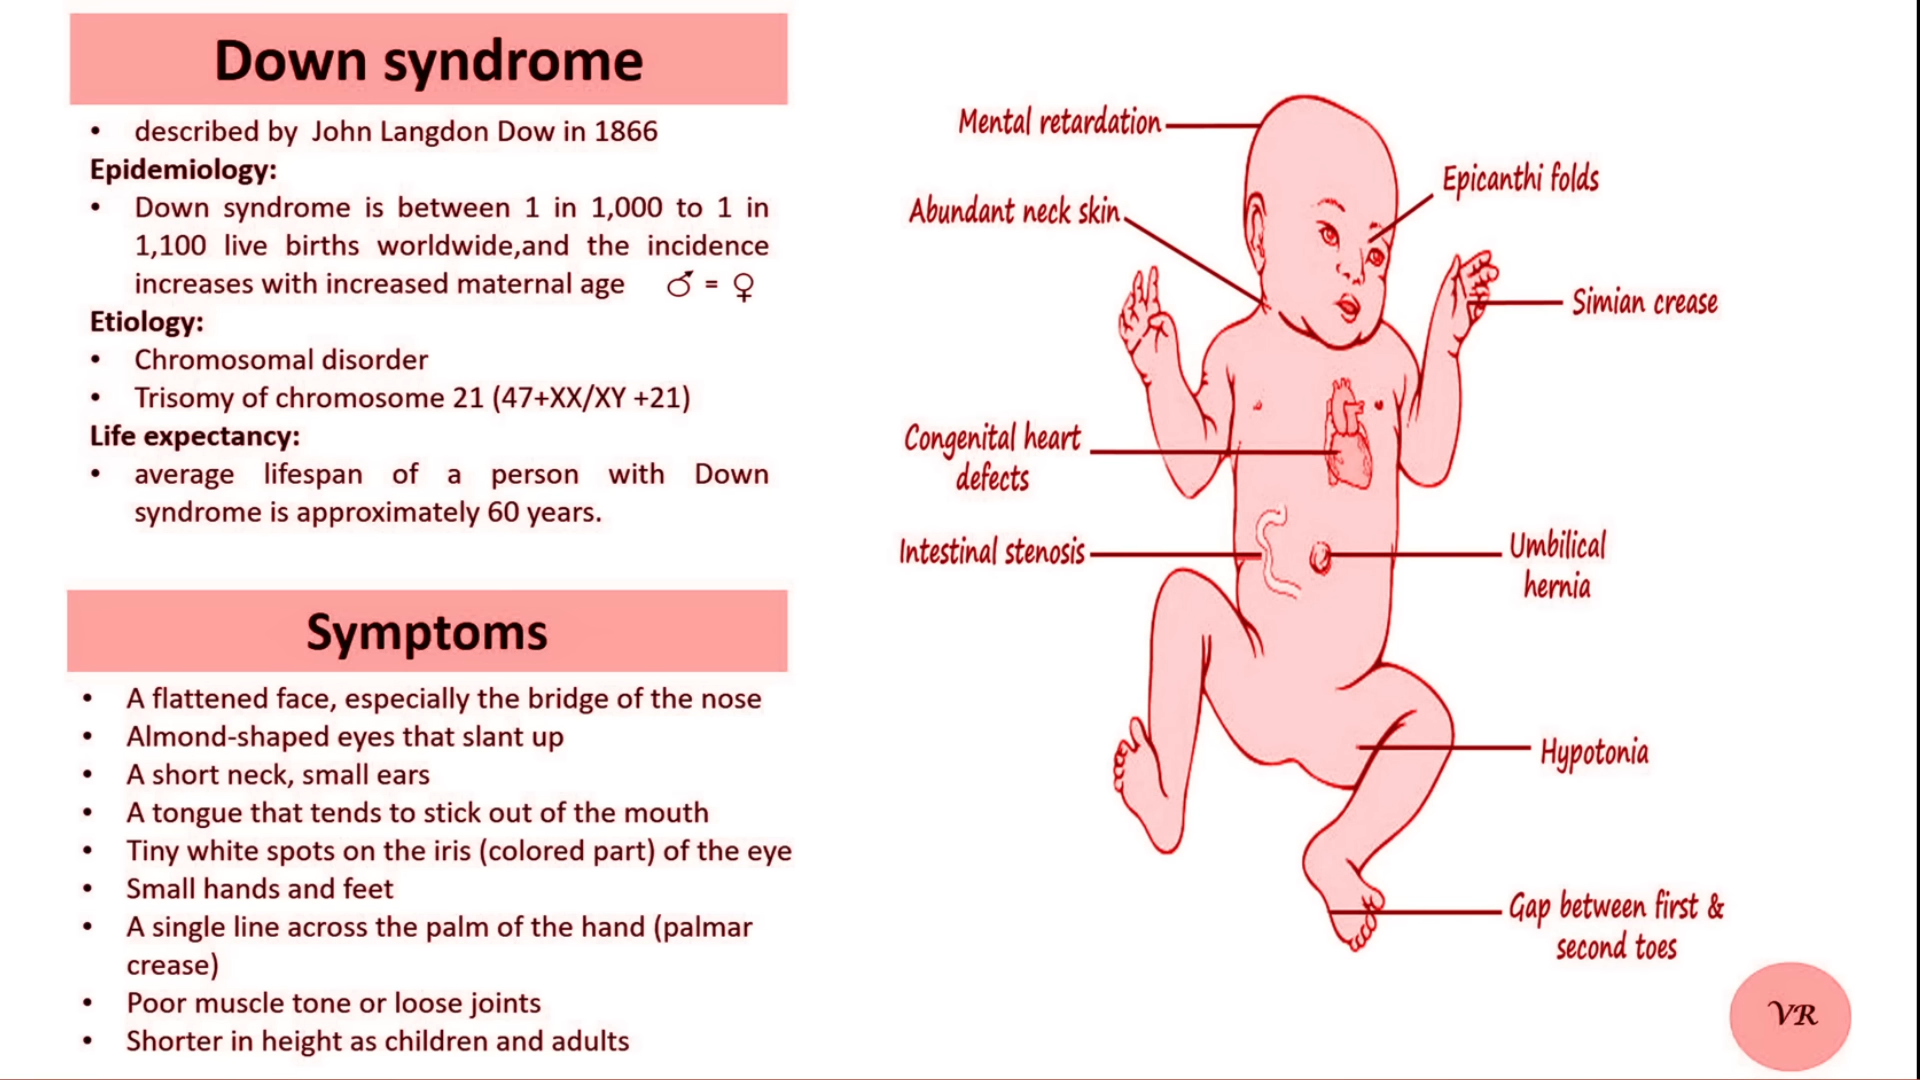 Down syndrome
• described by John Langdon Dow in 1866
Epidemiology:
• Down syndrome is between 1 in 1,000 to 1 in
1,100 live births worldwide,and the incidence
increases with increased maternal age ♂ = ♀
Etiology:
• Chromosomal disorder
• Trisomy of chromosome 21 (47+XX/XY +21)
Life expectancy:
• average lifespan of a person with Down
syndrome is approximately 60 years.
Symptoms
• A flattened face, especially the bridge of the nose
• Almond-shaped eyes that slant up
• A short neck, small ears
• A tongue that tends to stick out of the mouth
• Tiny white spots on the iris (colored part) of the eye
• Small hands and feet
• A single line across the palm of the hand (palmar
crease)
• Poor muscle tone or loose joints
• Shorter in height as children and adults
Mental retardation
Epicanthi folds
Abundant neck skin
Simian crease
Congenital heart
defects
Intestinal stenosis
Umbilical
hernia
Hypotonia
Gap between first &
second toes
VR